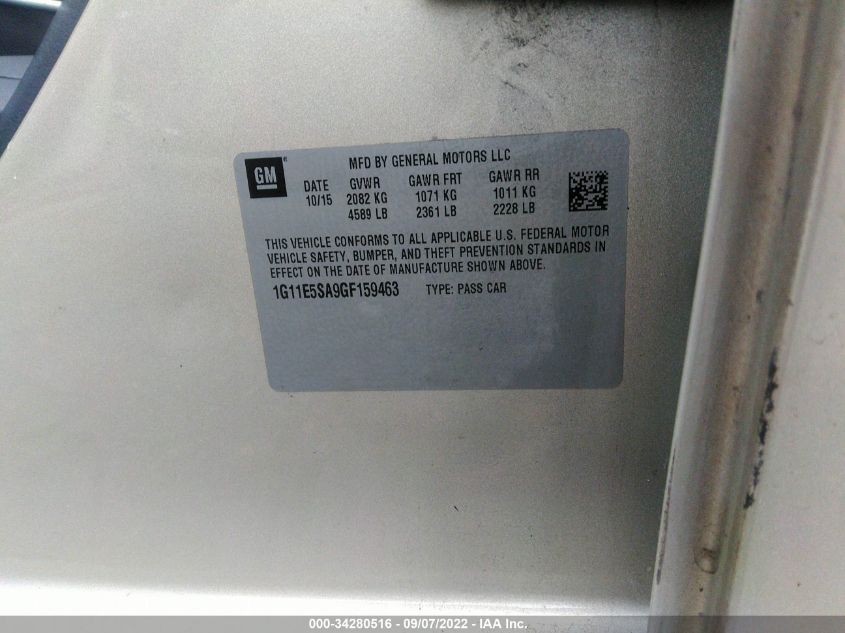 GM
MFD BY GENERAL MOTORS LLC
DATE GVWR GAWR FRT GAWR RR
10/15 2082 KG 1071 KG 1011 KG
4589 LB 2361 LB 2228 LB
THIS VEHICLE CONFORMS TO ALL APPLICABLE U.S. FEDERAL MOTOR
VEHICLE SAFETY, BUMPER, AND THEFT PREVENTION STANDARDS IN
EFFECT ON THE DATE OF MANUFACTURE SHOWN ABOVE.
1G11E5SA9GF159463 TYPE: PASS CAR
000-34280516 - 09/07/2022 - IAA Inc.